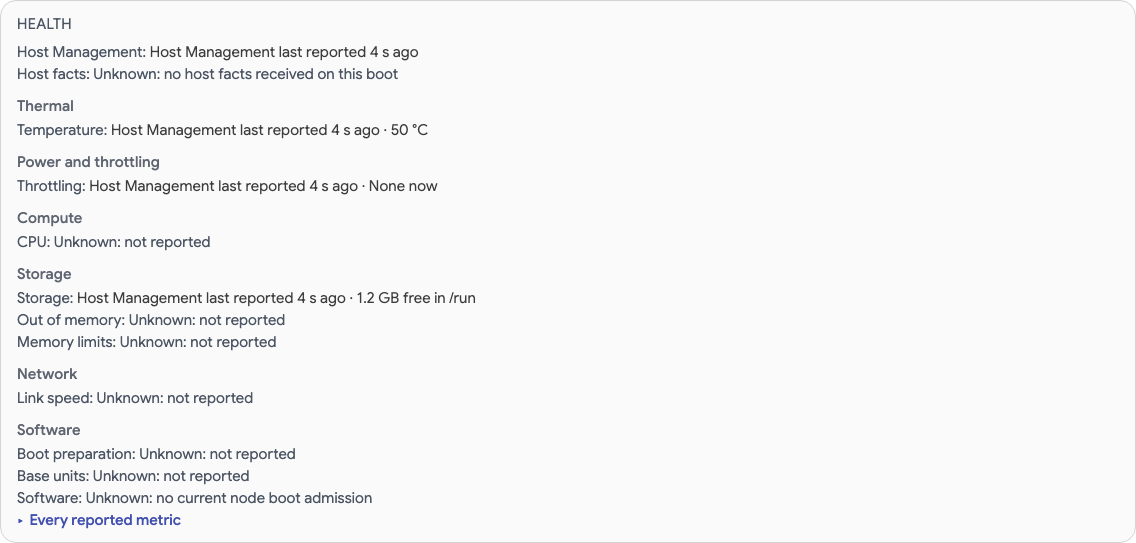 HEALTH
Host Management: Host Management last reported 4 s ago
Host facts: Unknown: no host facts received on this boot
Thermal
Temperature: Host Management last reported 4 s ago · 50 °C
Power and throttling
Throttling: Host Management last reported 4 s ago · None now
Compute
CPU: Unknown: not reported
Storage
Storage: Host Management last reported 4 s ago · 1.2 GB free in /run
Out of memory: Unknown: not reported
Memory limits: Unknown: not reported
Network
Link speed: Unknown: not reported
Software
Boot preparation: Unknown: not reported
Base units: Unknown: not reported
Software: Unknown: no current node boot admission
‣ Every reported metric